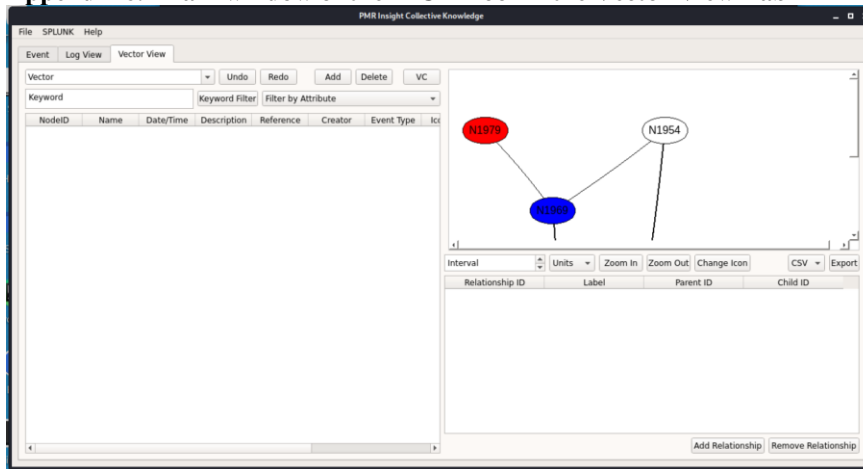 PMR Insight Collective Knowledge
File SPLUNK Help
Event Log View Vector View
Vector Undo Redo Add Delete VC
Keyword Keyword Filter Filter by Attribute
NodeID Name Date/Time Description Reference Creator Event Type Ico
N1979 N1954
N1969
Interval Units Zoom In Zoom Out Change Icon CSV Export
Relationship ID Label Parent ID Child ID
Add Relationship Remove Relationship